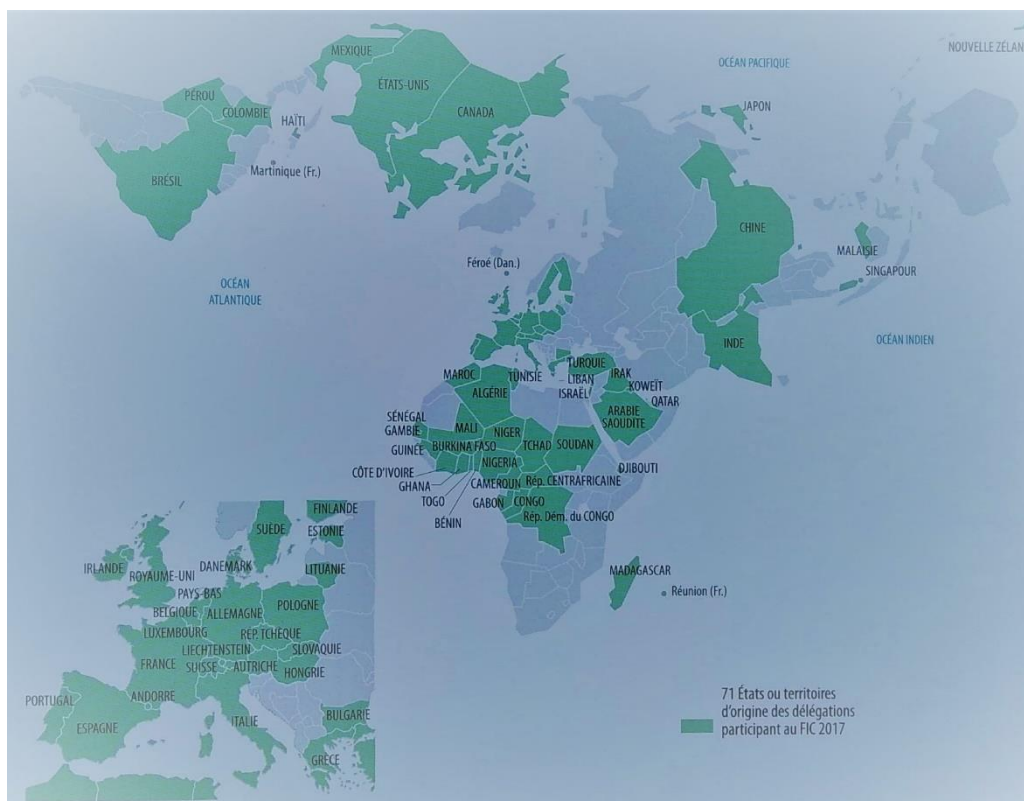 NOUVELLE ZÉLAN
OCÉAN PACIFIQUE
MEXIQUE
ÉTATS-UNIS
CANADA
PÉROU
COLOMBIE
HAÏTI
JAPON
BRÉSIL
Martinique (Fr.)
CHINE
MALAISIE
SINGAPOUR
Féroé (Dan.)
OCÉAN
ATLANTIQUE
INDE
OCÉAN INDIEN
TURQUIE
MAROC
TUNISIE
LIBAN
IRAK
ISRAËL
KOWEÏT
QATAR
ALGÉRIE
ARABIE
SAOUDITE
SÉNÉGAL
GAMBIE
MALI
NIGER
GUINÉE
BURKINA FASO
TCHAD
SOUDAN
NIGERIA
CÔTE D'IVOIRE
DJIBOUTI
GHANA
CAMEROUN
Rép. CENTRAFRICAINE
TOGO
GABON
CONGO
BÉNIN
Rép. Dém. du CONGO
MADAGASCAR
Réunion (Fr.)
FINLANDE
SUÈDE
ESTONIE
IRLANDE
ROYAUME-UNI
DANEMARK
LITUANIE
PAYS-BAS
BELGIQUE
ALLEMAGNE
POLOGNE
LUXEMBOURG
RÉP. TCHÈQUE
LIECHTENSTEIN
SLOVAQUIE
FRANCE
SUISSE
AUTRICHE
HONGRIE
PORTUGAL
ANDORRE
ESPAGNE
ITALIE
BULGARIE
GRÈCE
71 États ou territoires
d'origine des délégations
participant au FIC 2017